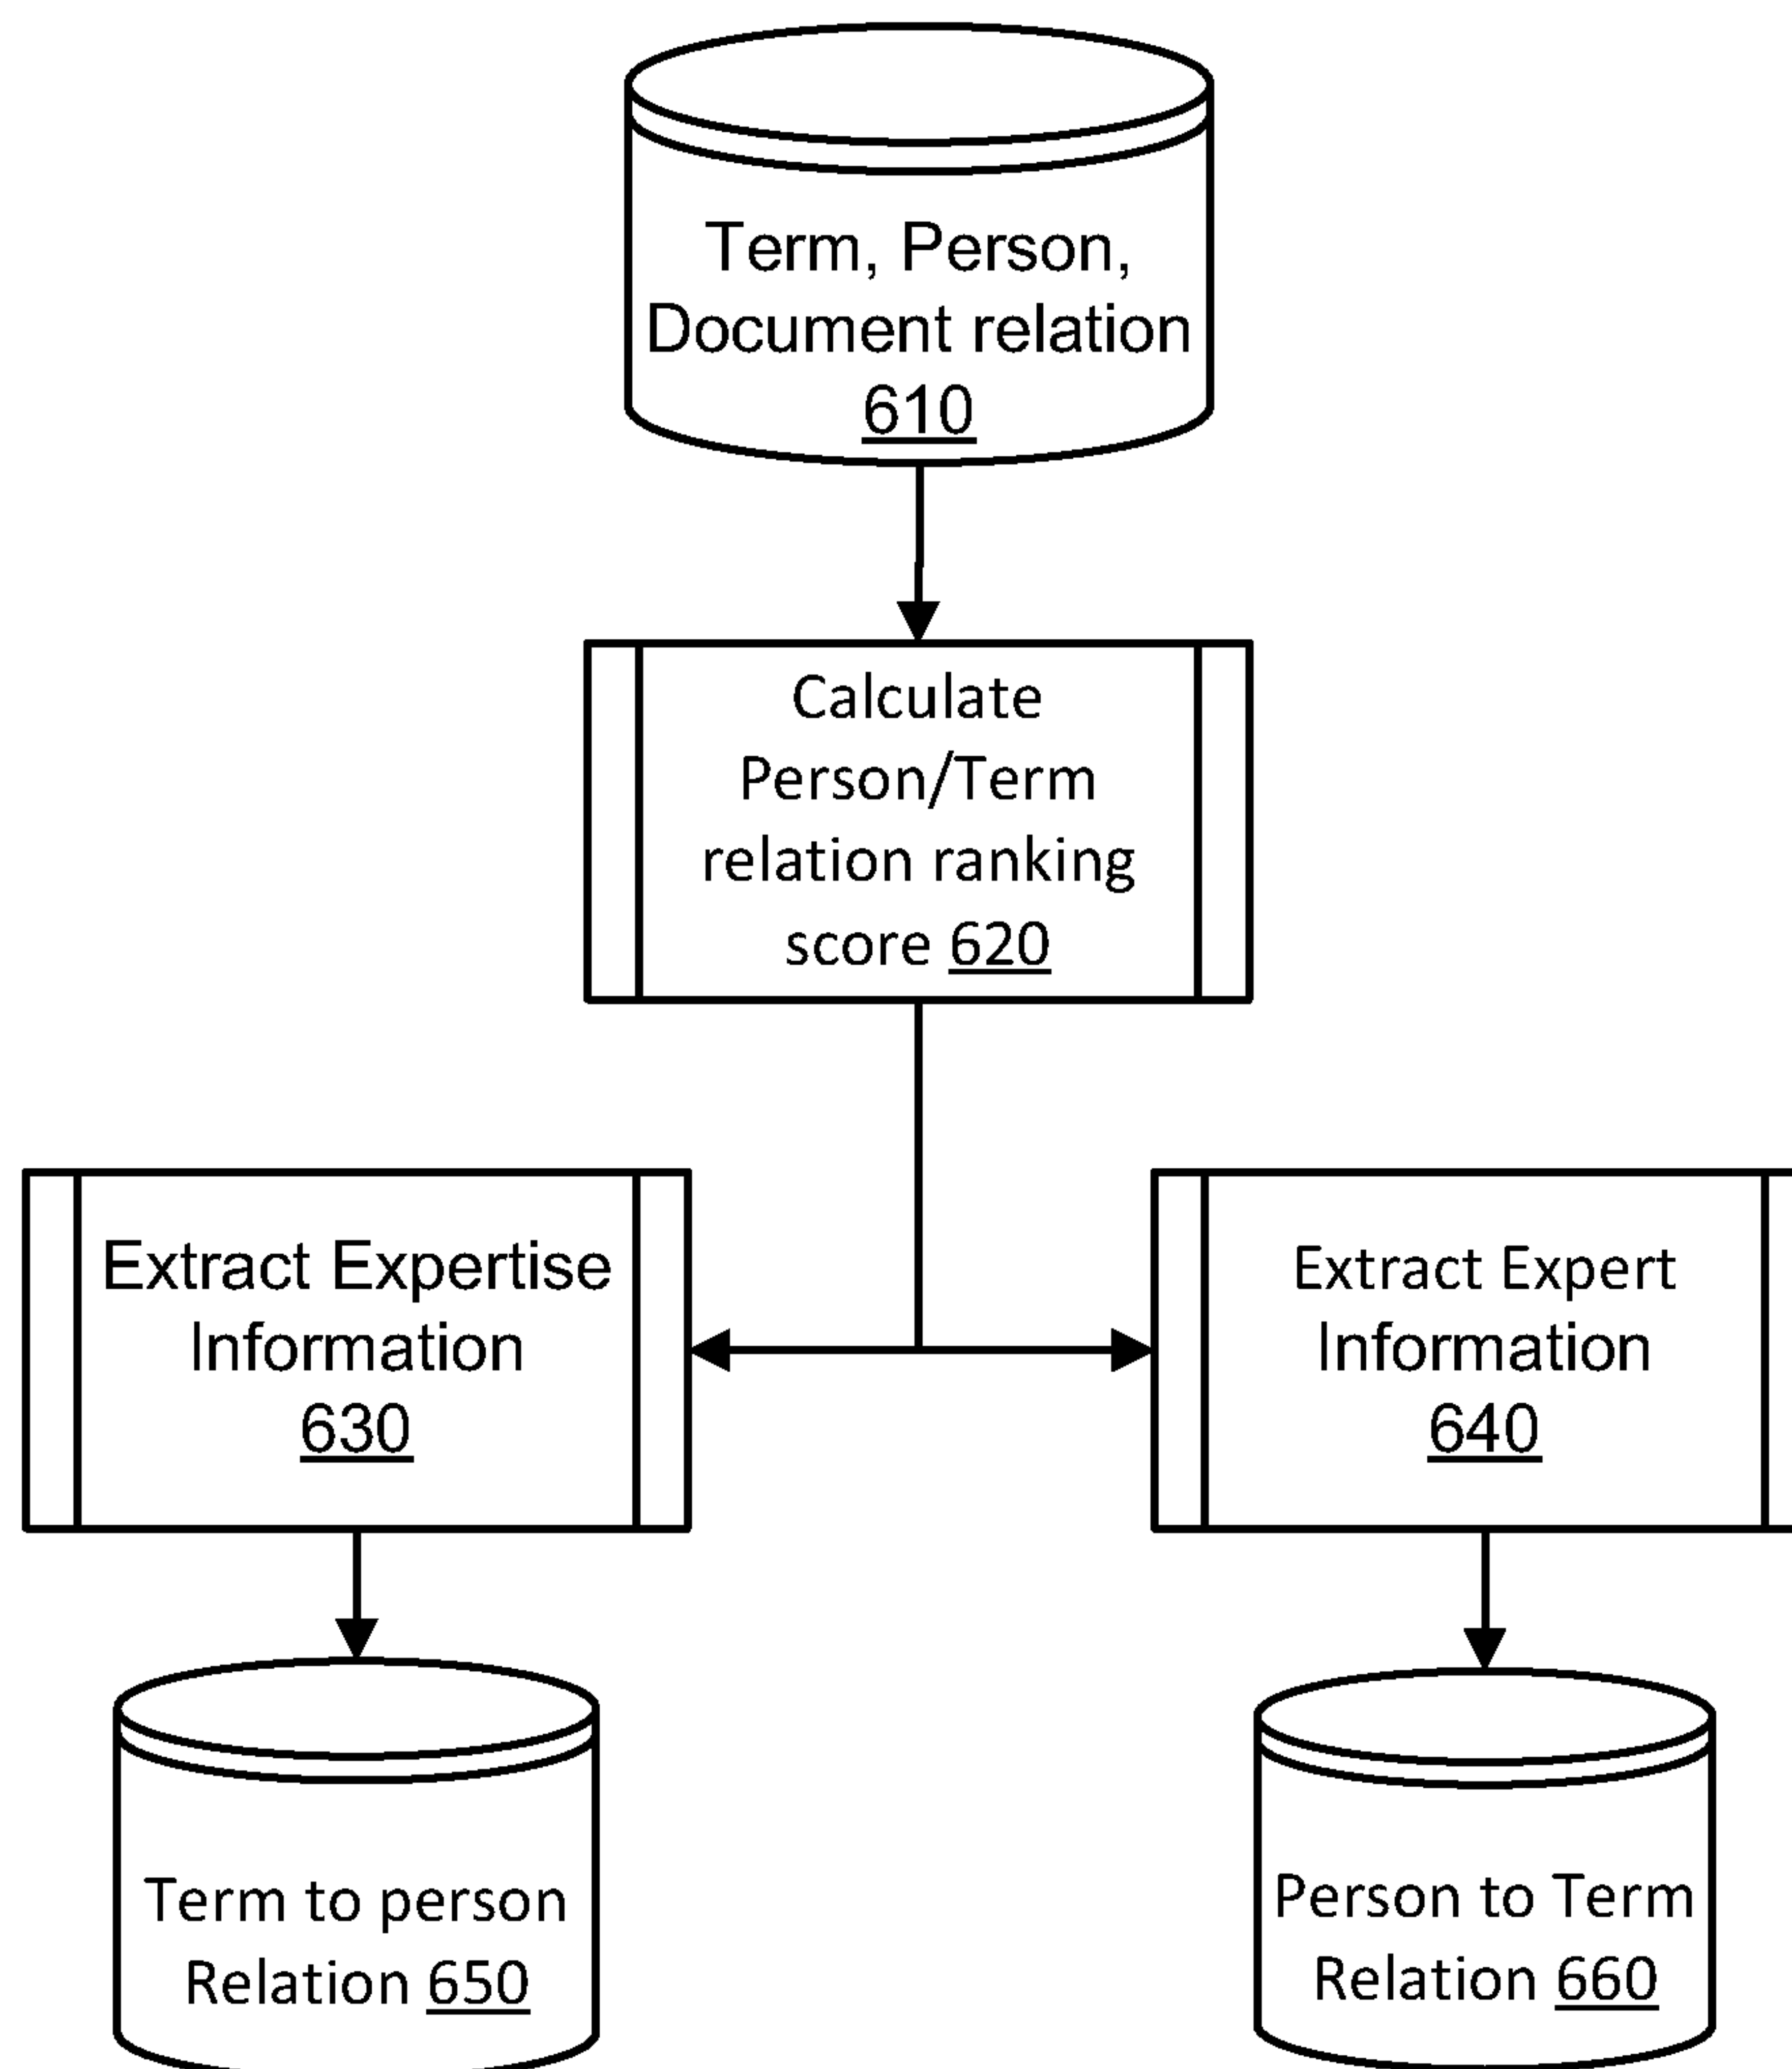 Term, Person,
Document relation
610
Calculate
Person/Term
relation ranking
score 620
Extract Expertise
Information
630
Extract Expert
Information
640
Term to person
Relation 650
Person to Term
Relation 660